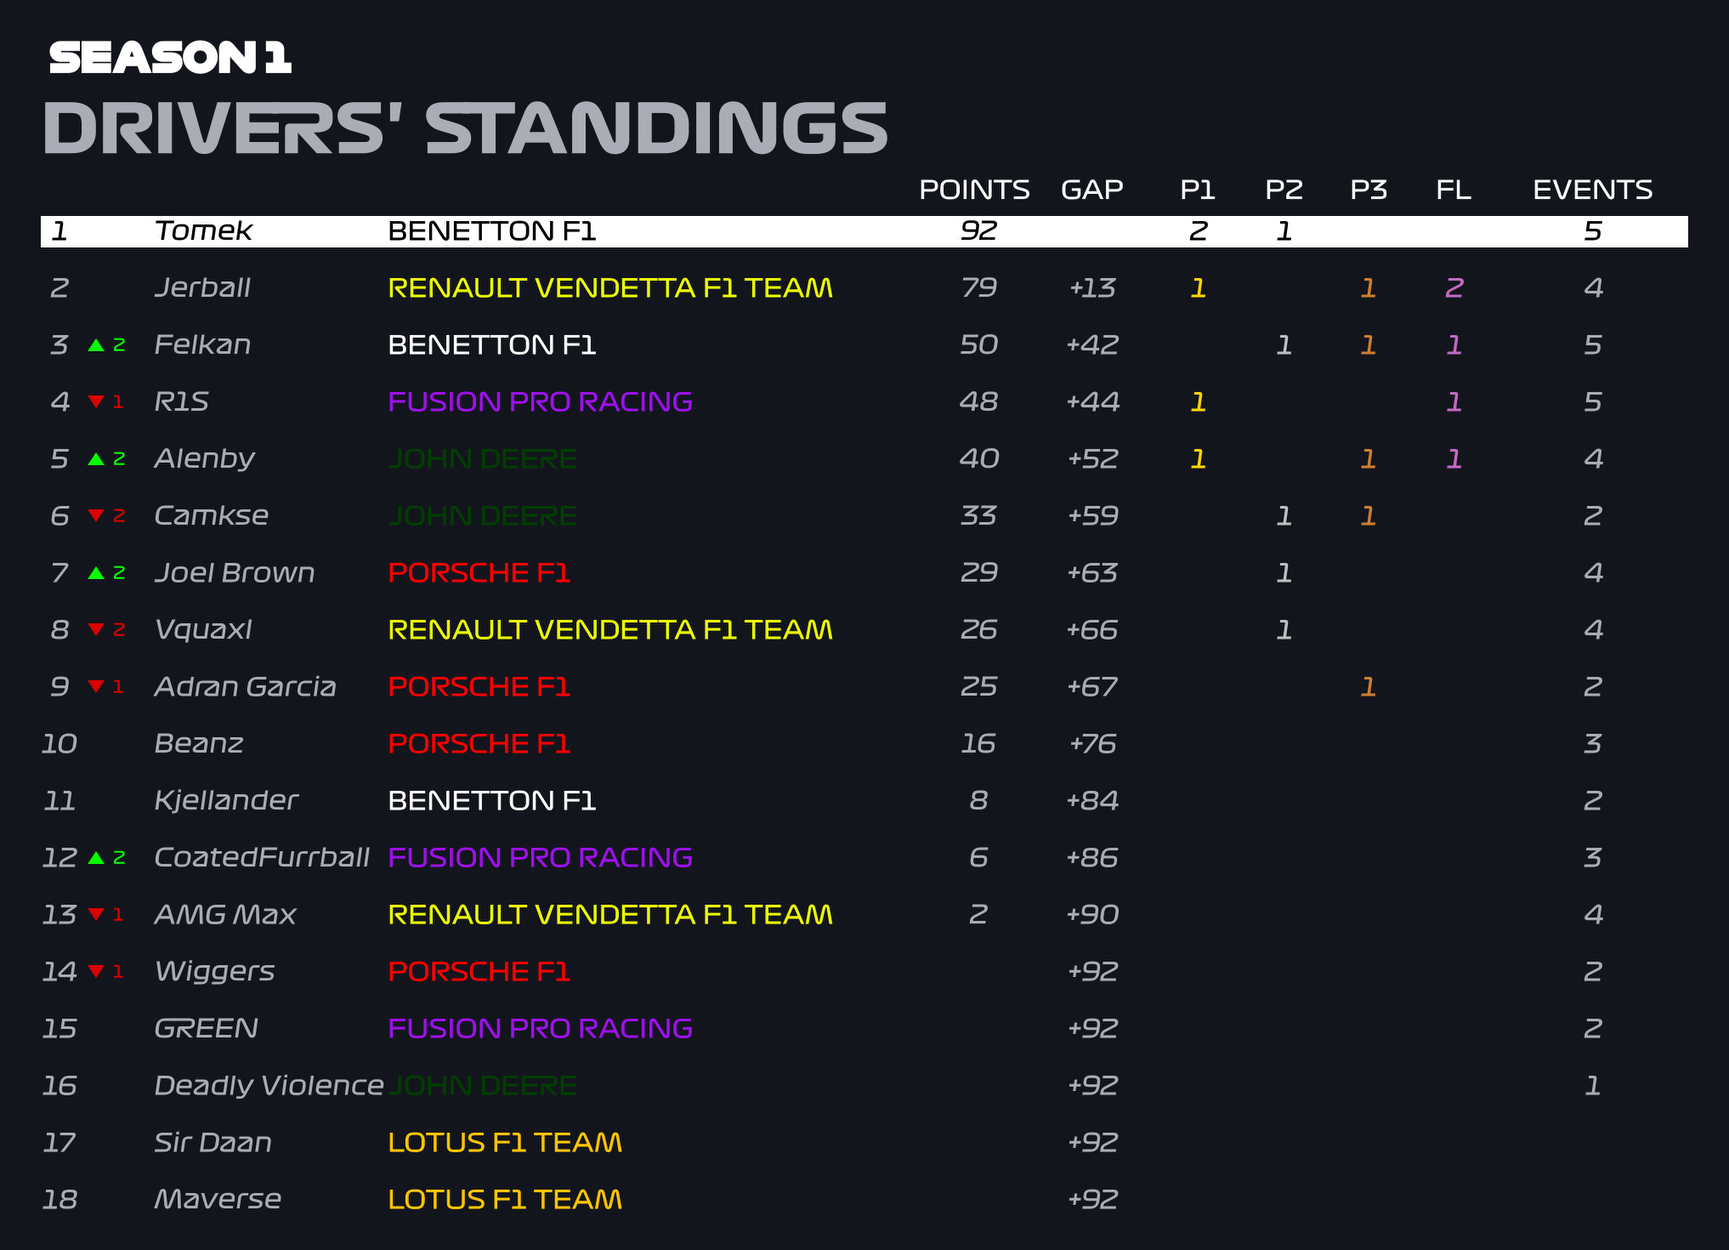 SEASON 1
DRIVERS' STANDINGS
POINTS GAP P1 P2 P3 FL EVENTS
1 Tomek BENETTON F1 92 2 1 5
2 Jerball RENAULT VENDETTA F1 TEAM 79 +13 1 1 2 4
3 ▲ 2 Felkan BENETTON F1 50 +42 1 1 1 5
4 ▼ 1 R1S FUSION PRO RACING 48 +44 1 1 5
5 ▲ 2 Alenby JOHN DEERE 40 +52 1 1 1 4
6 ▼ 2 Camkse JOHN DEERE 33 +59 1 1 2
7 ▲ 2 Joel Brown PORSCHE F1 29 +63 1 4
8 ▼ 2 Vquaxl RENAULT VENDETTA F1 TEAM 26 +66 1 4
9 ▼ 1 Adran Garcia PORSCHE F1 25 +67 1 2
10 Beanz PORSCHE F1 16 +76 3
11 Kjellander BENETTON F1 8 +84 2
12 ▲ 2 CoatedFurrball FUSION PRO RACING 6 +86 3
13 ▼ 1 AMG Max RENAULT VENDETTA F1 TEAM 2 +90 4
14 ▼ 1 Wiggers PORSCHE F1 +92 2
15 GREEN FUSION PRO RACING +92 2
16 Deadly Violence JOHN DEERE +92 1
17 Sir Daan LOTUS F1 TEAM +92
18 Maverse LOTUS F1 TEAM +92